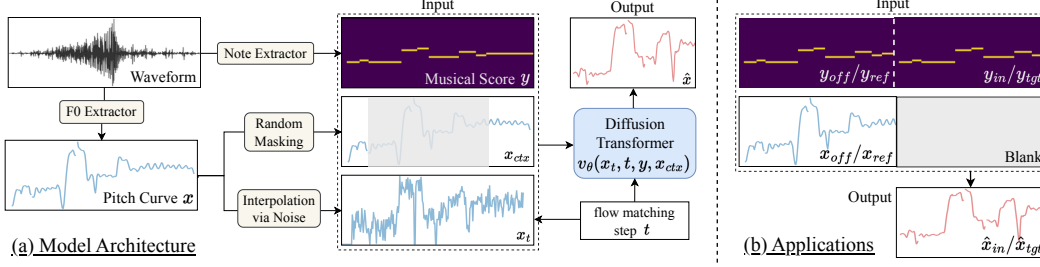 Input
Output
Input
Waveform
Note Extractor
Musical Score y
x̂
y_off/y_ref
y_in/y_tgt
F0 Extractor
Random
Masking
x_ctx
Diffusion
Transformer
v_θ(x_t, t, y, x_ctx)
x_off/x_ref
Blank
Pitch Curve x
Interpolation
via Noise
x_t
flow matching
step t
Output
x̂_in/x̂_tgt
(a) Model Architecture
(b) Applications